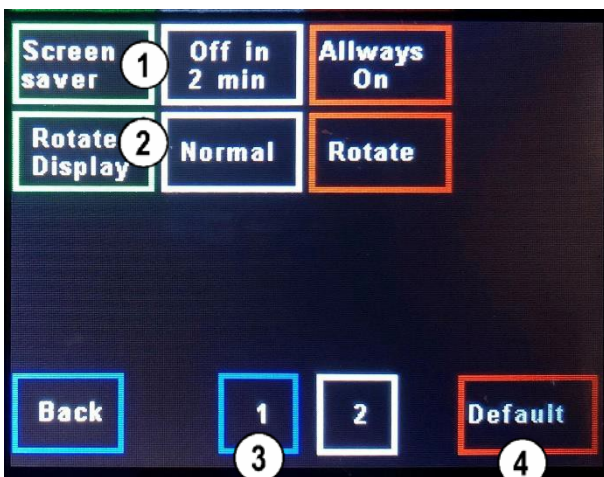 Screen
saver
1
Off in
2 min
Allways
On
Rotate
Display
2
Normal
Rotate
Back
1
2
Default
3
4